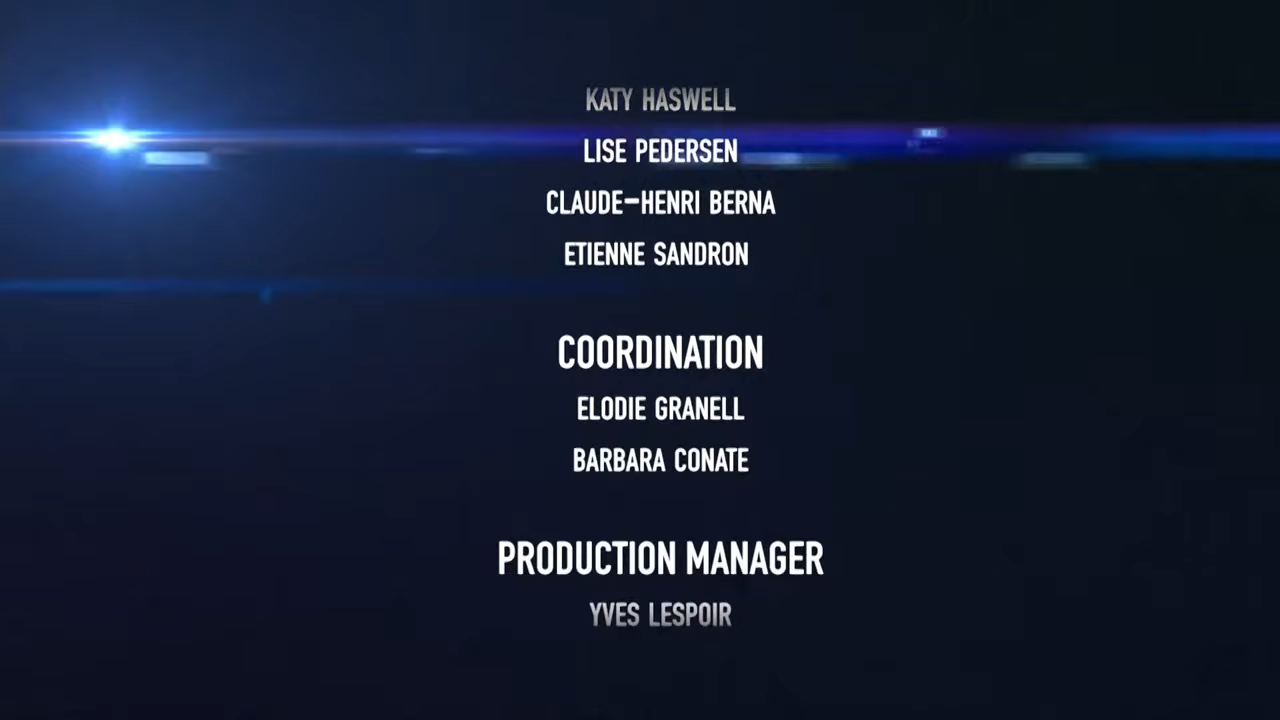 KATY HASWELL
LISE PEDERSEN
CLAUDE-HENRI BERNA
ETIENNE SANDRON
COORDINATION
ELODIE GRANELL
BARBARA CONATE
PRODUCTION MANAGER
YVES LESPOIR